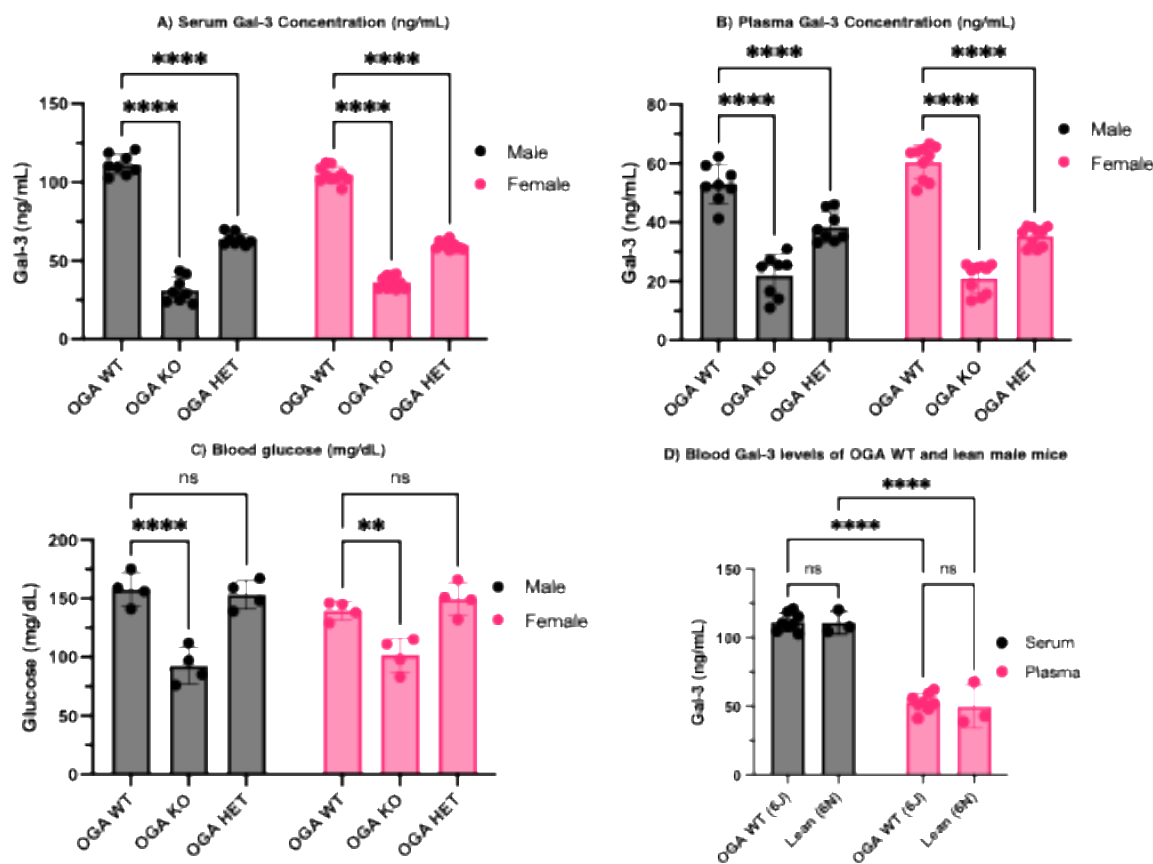 A) Serum Gal-3 Concentration (ng/mL)
****
****
****
****
150
100
50
0
Gal-3 (ng/mL)
Male
Female
OGA WT
OGA KO
OGA HET
OGA WT
OGA KO
OGA HET
B) Plasma Gal-3 Concentration (ng/mL)
****
****
****
****
80
60
40
20
0
Gal-3 (ng/mL)
Male
Female
OGA WT
OGA KO
OGA HET
OGA WT
OGA KO
OGA HET
C) Blood glucose (mg/dL)
ns
ns
****
**
200
150
100
50
0
Glucose (mg/dL)
Male
Female
OGA WT
OGA KO
OGA HET
OGA WT
OGA KO
OGA HET
D) Blood Gal-3 levels of OGA WT and lean male mice
****
****
ns
ns
150
100
50
0
Gal-3 (ng/mL)
Serum
Plasma
OGA WT (6J)
Lean (6N)
OGA WT (6J)
Lean (6N)